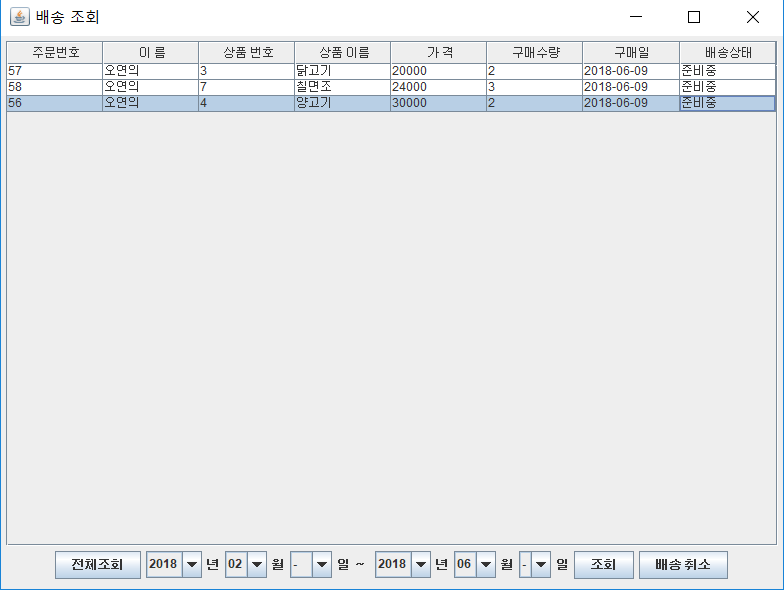 배송 조회
주문번호 이 름 상품 번호 상품 이름 가 격 구매수량 구매일 배송상태
57 오연의 3 닭고기 20000 2 2018-06-09 준비중
58 오연의 7 칠면조 24000 3 2018-06-09 준비중
56 오연의 4 양고기 30000 2 2018-06-09 준비중
전체조회 2018 년 02 월 - 일 ~ 2018 년 06 월 - 일 조회 배송 취소